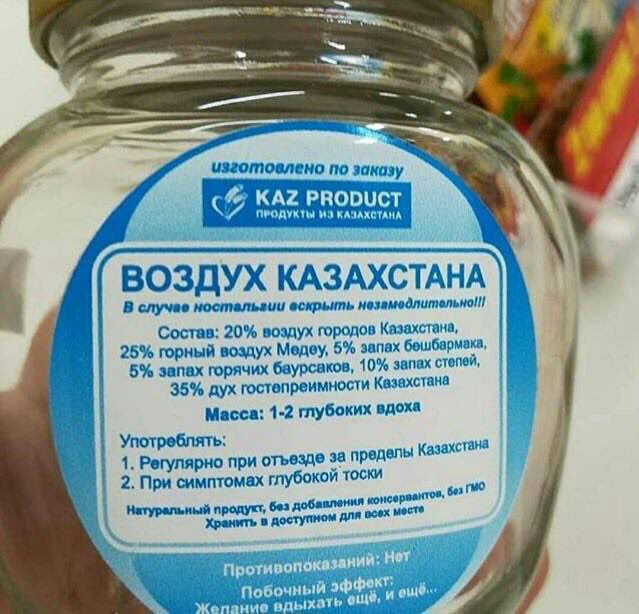 изготовлено по заказу
KAZ PRODUCT
ПРОДУКТЫ ИЗ КАЗАХСТАНА
ВОЗДУХ КАЗАХСТАНА
В случае ностальгии вскрыть незамедлительно!!!
Состав: 20% воздух городов Казахстана,
25% горный воздух Медеу, 5% запах бешбармака,
5% запах горячих баурсаков, 10% запах степей,
35% дух гостепреимности Казахстана
Масса: 1-2 глубоких вдоха
Употреблять:
1. Регулярно при отъезде за пределы Казахстана
2. При симптомах глубокой тоски
Натуральный продукт, без добавления консервантов, без ГМО
Хранить в доступном для всех месте
Противопоказаний: Нет
Побочный эффект:
Желание вдыхать ещё, и ещё...